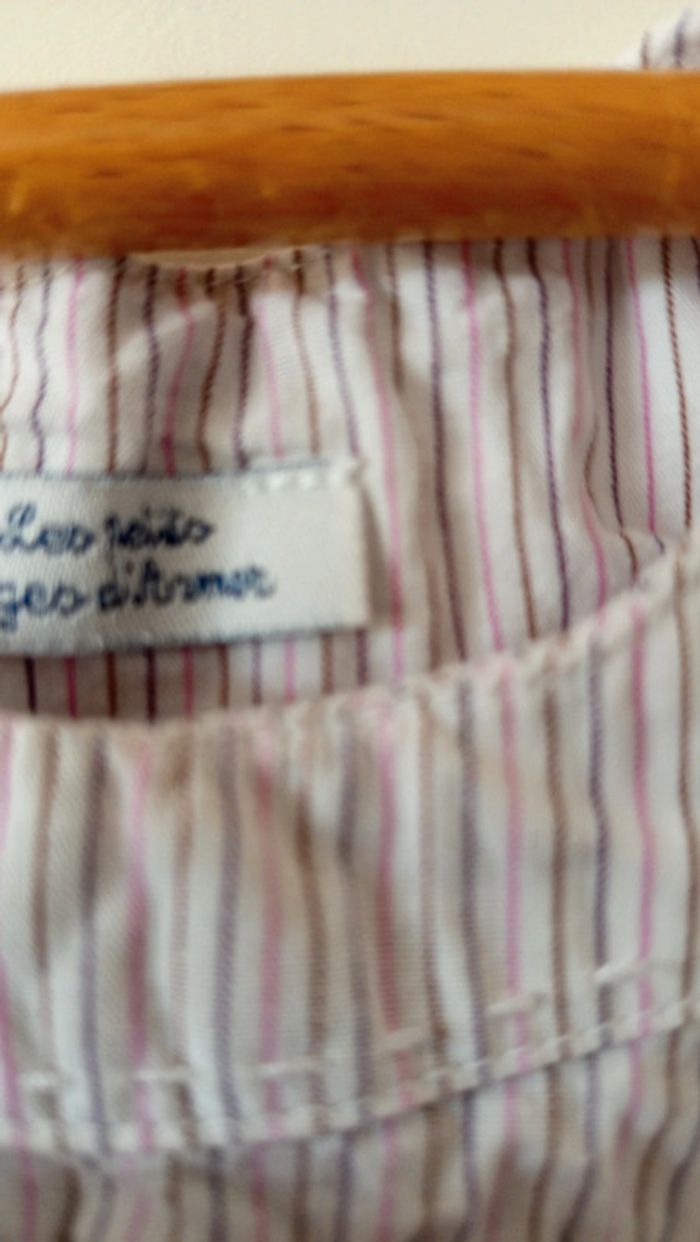 Les petits
ges d'Armor